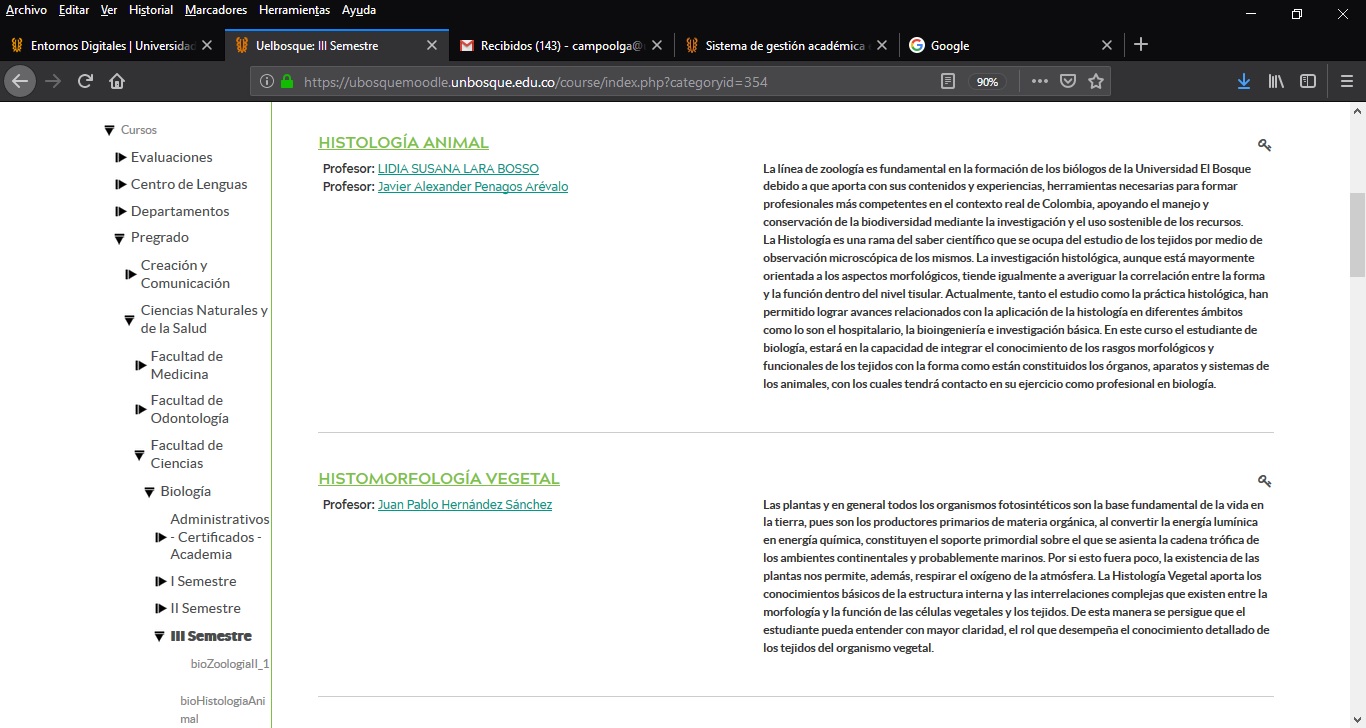 Archivo Editar Ver Historial Marcadores Herramientas Ayuda
Entornos Digitales | Universidad
Uelbosque: III Semestre
Recibidos (143) - campoolga@
Sistema de gestión académica
Google
https://ubosquemoodle.unbosque.edu.co/course/index.php?categoryid=354
90%
Cursos
Evaluaciones
Centro de Lenguas
Departamentos
Pregrado
Creación y
Comunicación
Ciencias Naturales y
de la Salud
Facultad de
Medicina
Facultad de
Odontología
Facultad de
Ciencias
Biología
Administrativos
- Certificados -
Academia
I Semestre
II Semestre
III Semestre
bioZoologiaII_1
bioHistologiaAni
mal
HISTOLOGÍA ANIMAL
Profesor: LIDIA SUSANA LARA BOSSO
Profesor: Javier Alexander Penagos Arévalo
La línea de zoología es fundamental en la formación de los biólogos de la Universidad El Bosque
debido a que aporta con sus contenidos y experiencias, herramientas necesarias para formar
profesionales más competentes en el contexto real de Colombia, apoyando el manejo y
conservación de la biodiversidad mediante la investigación y el uso sostenible de los recursos.
La Histología es una rama del saber científico que se ocupa del estudio de los tejidos por medio de
observación microscópica de los mismos. La investigación histológica, aunque está mayormente
orientada a los aspectos morfológicos, tiende igualmente a averiguar la correlación entre la forma
y la función dentro del nivel tisular. Actualmente, tanto el estudio como la práctica histológica, han
permitido lograr avances relacionados con la aplicación de la histología en diferentes ámbitos
como lo son el hospitalario, la bioingeniería e investigación básica. En este curso el estudiante de
biología, estará en la capacidad de integrar el conocimiento de los rasgos morfológicos y
funcionales de los tejidos con la forma como están constituidos los órganos, aparatos y sistemas de
los animales, con los cuales tendrá contacto en su ejercicio como profesional en biología.
HISTOMORFOLOGÍA VEGETAL
Profesor: Juan Pablo Hernández Sánchez
Las plantas y en general todos los organismos fotosintéticos son la base fundamental de la vida en
la tierra, pues son los productores primarios de materia orgánica, al convertir la energía lumínica
en energía química, constituyen el soporte primordial sobre el que se asienta la cadena trófica de
los ambientes continentales y probablemente marinos. Por si esto fuera poco, la existencia de las
plantas nos permite, además, respirar el oxígeno de la atmósfera. La Histología Vegetal aporta los
conocimientos básicos de la estructura interna y las interrelaciones complejas que existen entre la
morfología y la función de las células vegetales y los tejidos. De esta manera se persigue que el
estudiante pueda entender con mayor claridad, el rol que desempeña el conocimiento detallado de
los tejidos del organismo vegetal.